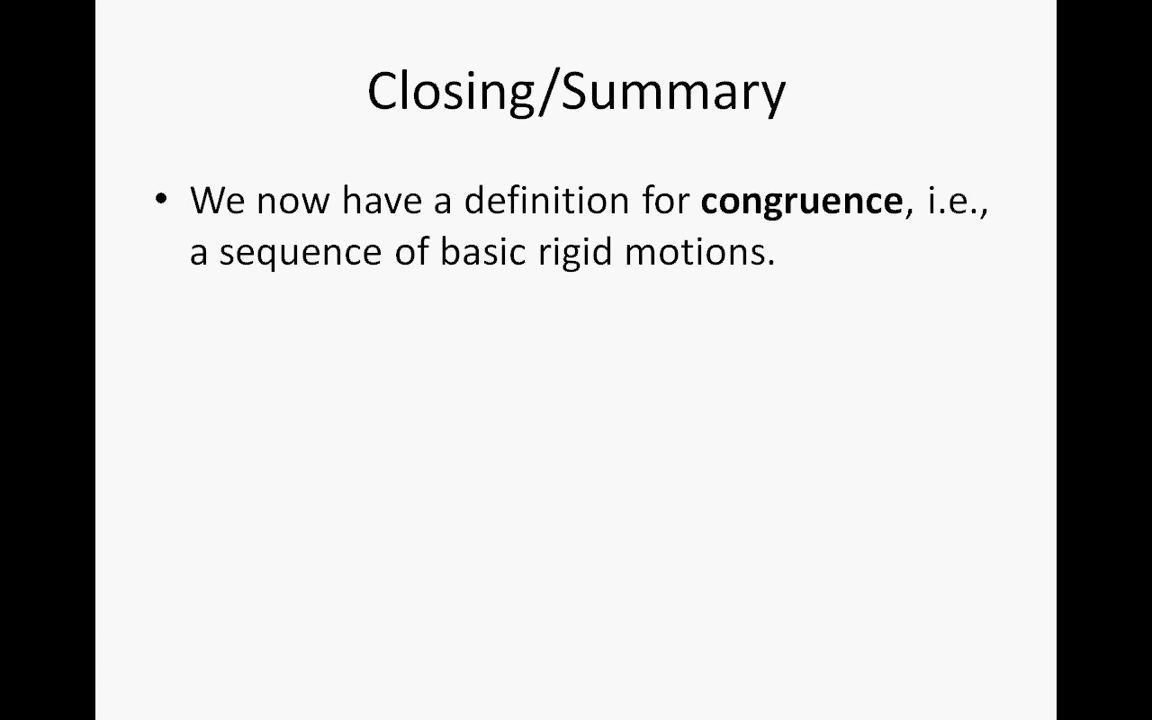 Closing/Summary
• We now have a definition for congruence, i.e.,
a sequence of basic rigid motions.